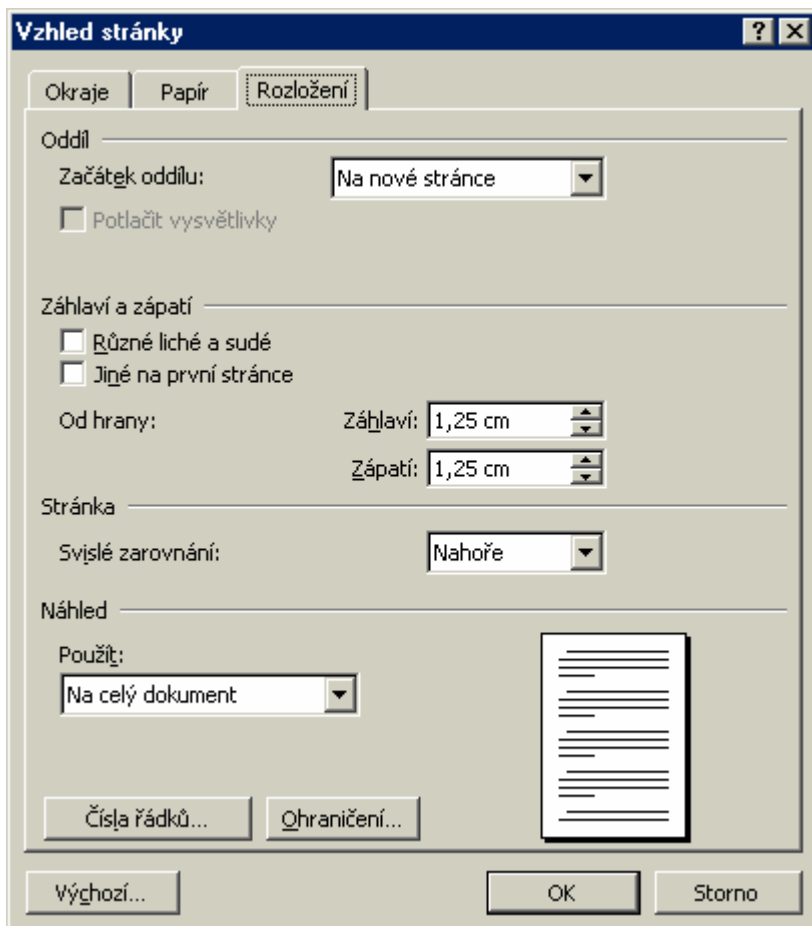 Vzhled stránky
Okraje Papír Rozložení
Oddíl
Začátek oddílu: Na nové stránce
Potlačit vysvětlivky
Záhlaví a zápatí
Různé liché a sudé
Jiné na první stránce
Od hrany: Záhlaví: 1,25 cm
Zápatí: 1,25 cm
Stránka
Svislé zarovnání: Nahoře
Náhled
Použít:
Na celý dokument
Čísla řádků... Ohraničení...
Výchozí... OK Storno